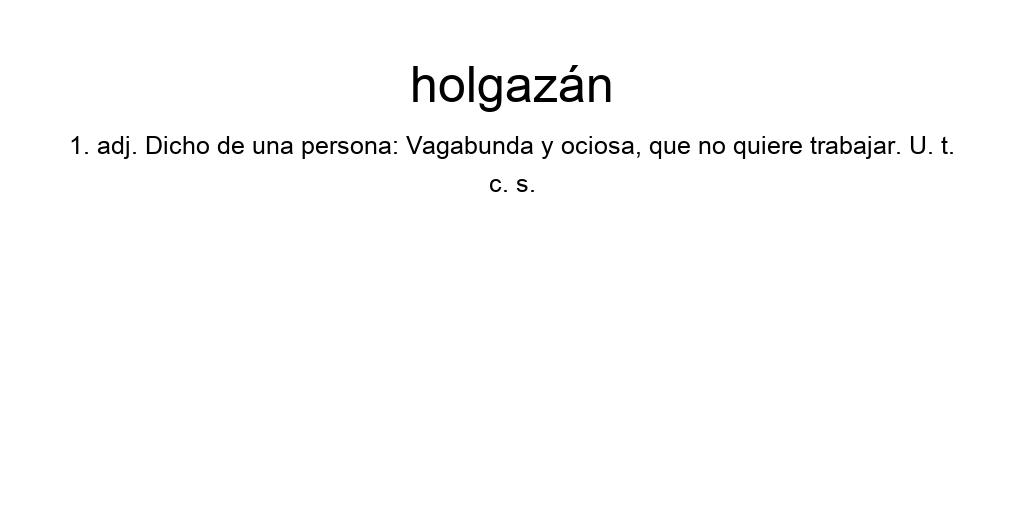 holgazán
1. adj. Dicho de una persona: Vagabunda y ociosa, que no quiere trabajar. U. t.
c. s.